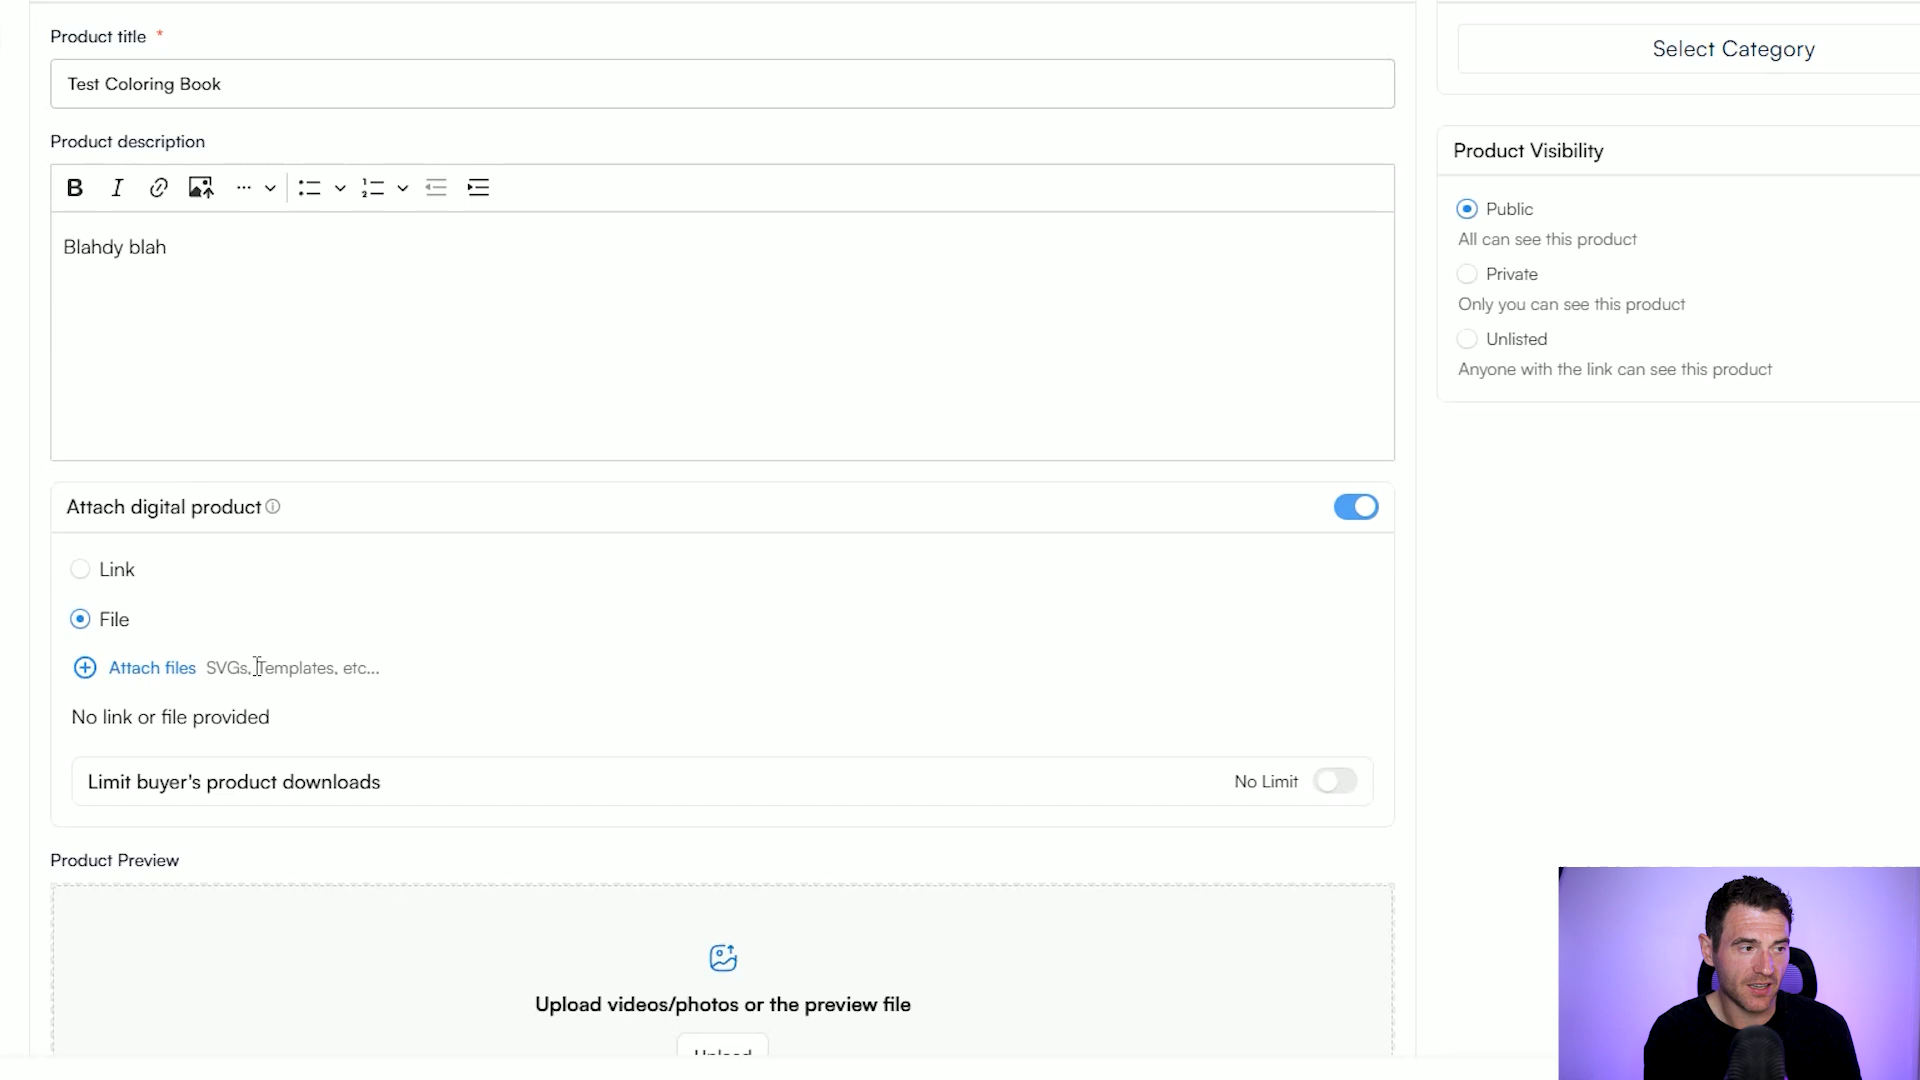 Product title *
Test Coloring Book
Product description
Blahdy blah
Attach digital product
Link
File
Attach files SVGs, Templates, etc...
No link or file provided
Limit buyer's product downloads No Limit
Product Preview
Upload videos/photos or the preview file
Upload
Select Category
Product Visibility
Public
All can see this product
Private
Only you can see this product
Unlisted
Anyone with the link can see this product